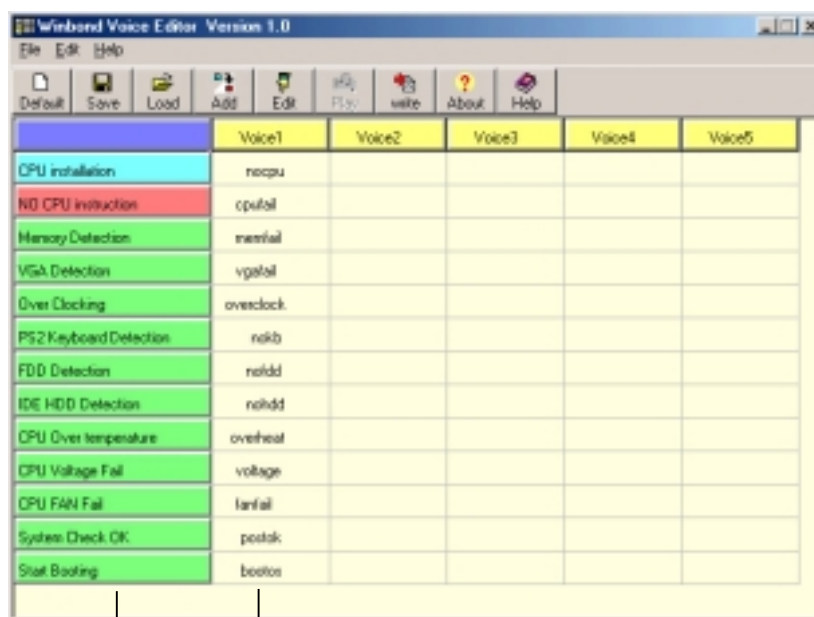 Winbond Voice Editor Version 1.0
File Edit Help
Default Save Load Add Edit Play write About Help
Voice1 Voice2 Voice3 Voice4 Voice5
CPU installation nocpu
NO CPU instruction cpufail
Memory Detection memfail
VGA Detection vgafail
Over Clocking overclock
PS2 Keyboard Detection nokb
FDD Detection nofdd
IDE HDD Detection nohdd
CPU Over temperature overheat
CPU Voltage Fail voltage
CPU FAN Fail fanfail
System Check OK postok
Start Booting bootos